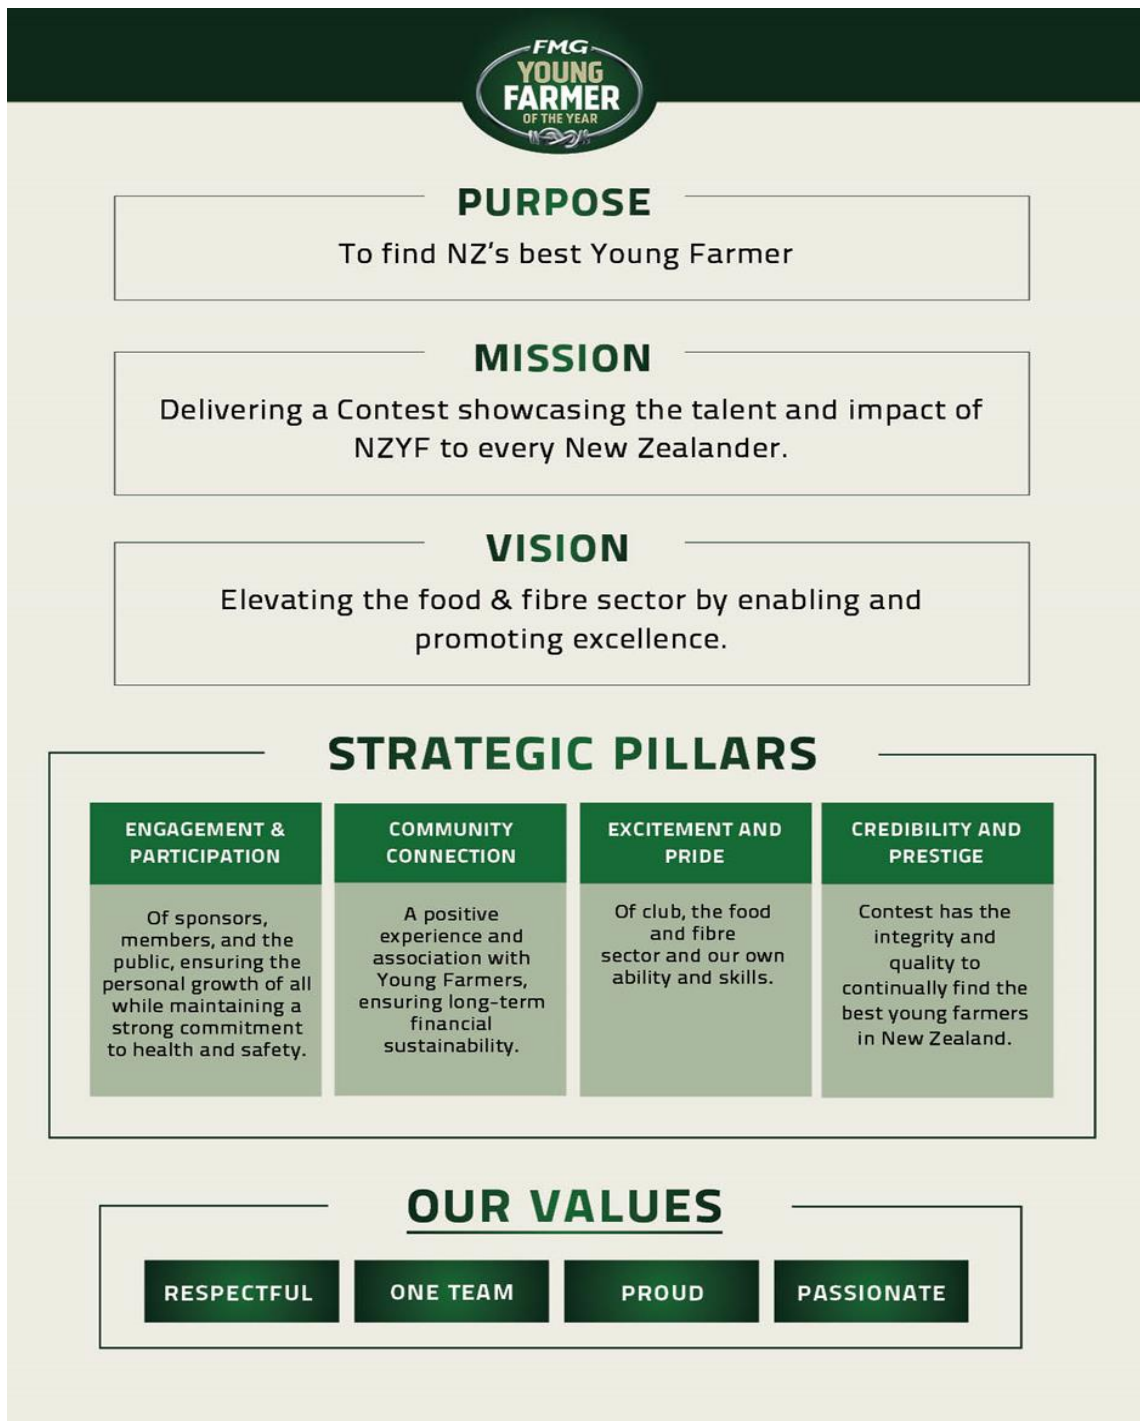 FMG
YOUNG
FARMER
OF THE YEAR
PURPOSE
To find NZ's best Young Farmer
MISSION
Delivering a Contest showcasing the talent and impact of
NZYF to every New Zealander.
VISION
Elevating the food & fibre sector by enabling and
promoting excellence.
STRATEGIC PILLARS
ENGAGEMENT &
PARTICIPATION
Of sponsors,
members, and the
public, ensuring the
personal growth of all
while maintaining a
strong commitment
to health and safety.
COMMUNITY
CONNECTION
A positive
experience and
association with
Young Farmers,
ensuring long-term
financial
sustainability.
EXCITEMENT AND
PRIDE
Of club, the food
and fibre
sector and our own
ability and skills.
CREDIBILITY AND
PRESTIGE
Contest has the
integrity and
quality to
continually find the
best young farmers
in New Zealand.
OUR VALUES
RESPECTFUL
ONE TEAM
PROUD
PASSIONATE